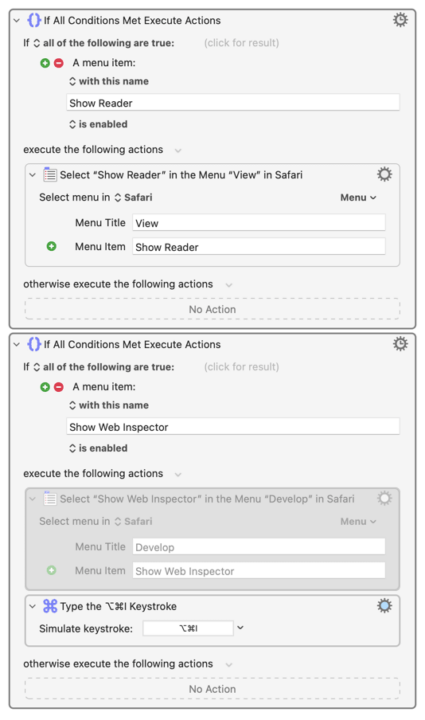 If All Conditions Met Execute Actions
If all of the following are true: (click for result)
A menu item:
with this name
Show Reader
is enabled
execute the following actions
Select “Show Reader” in the Menu “View” in Safari
Select menu in Safari Menu
Menu Title View
Menu Item Show Reader
otherwise execute the following actions
No Action
If All Conditions Met Execute Actions
If all of the following are true: (click for result)
A menu item:
with this name
Show Web Inspector
is enabled
execute the following actions
Select “Show Web Inspector” in the Menu “Develop” in Safari
Select menu in Safari Menu
Menu Title Develop
Menu Item Show Web Inspector
Type the ⌥⌘I Keystroke
Simulate keystroke: ⌥⌘I
otherwise execute the following actions
No Action